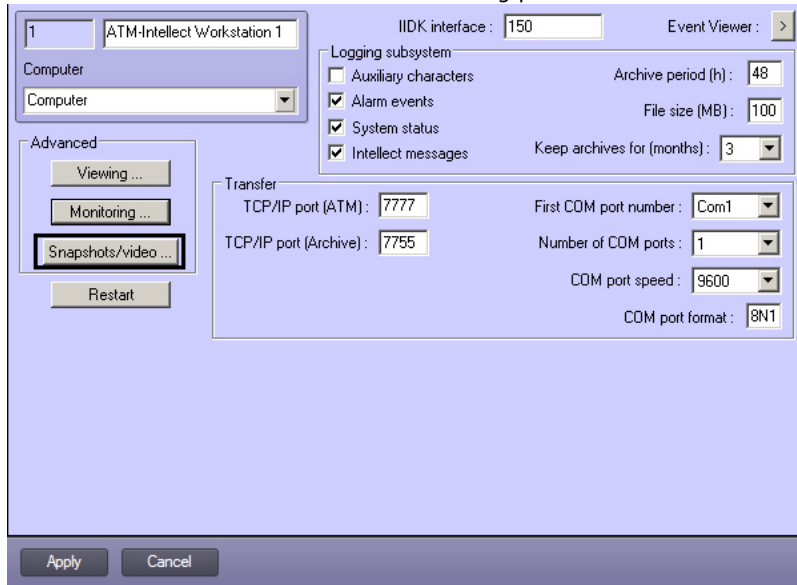 1 ATM-Intellect Workstation 1
Computer
Computer
IIDK interface : 150
Event Viewer : >
Logging subsystem
Auxiliary characters
Alarm events
System status
Intellect messages
Archive period (h) : 48
File size (MB) : 100
Keep archives for (months) : 3
Advanced
Viewing ...
Monitoring ...
Snapshots/video ...
Restart
Transfer
TCP/IP port (ATM) : 7777
TCP/IP port (Archive) : 7755
First COM port number : Com1
Number of COM ports : 1
COM port speed : 9600
COM port format : 8N1
Apply Cancel